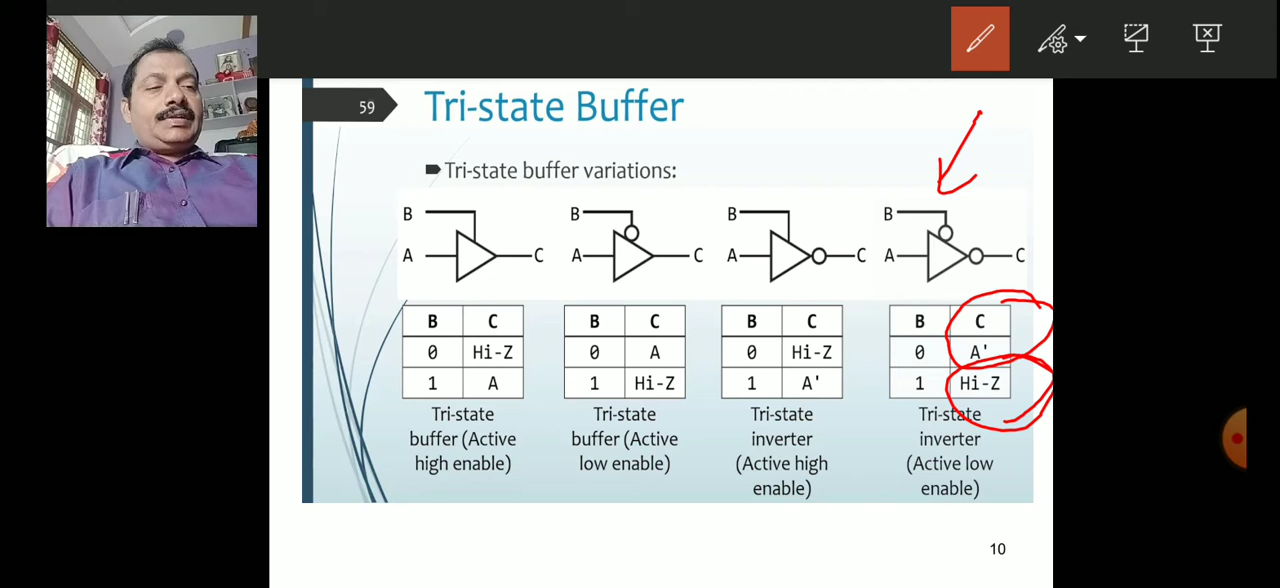 59
Tri-state Buffer
Tri-state buffer variations:
B B B B
A C A C A C A C
B C B C B C B C
0 Hi-Z 0 A 0 Hi-Z 0 A'
1 A 1 Hi-Z 1 A' 1 Hi-Z
Tri-state Tri-state Tri-state Tri-state
buffer (Active buffer (Active inverter inverter
high enable) low enable) (Active high (Active low
enable) enable)
10